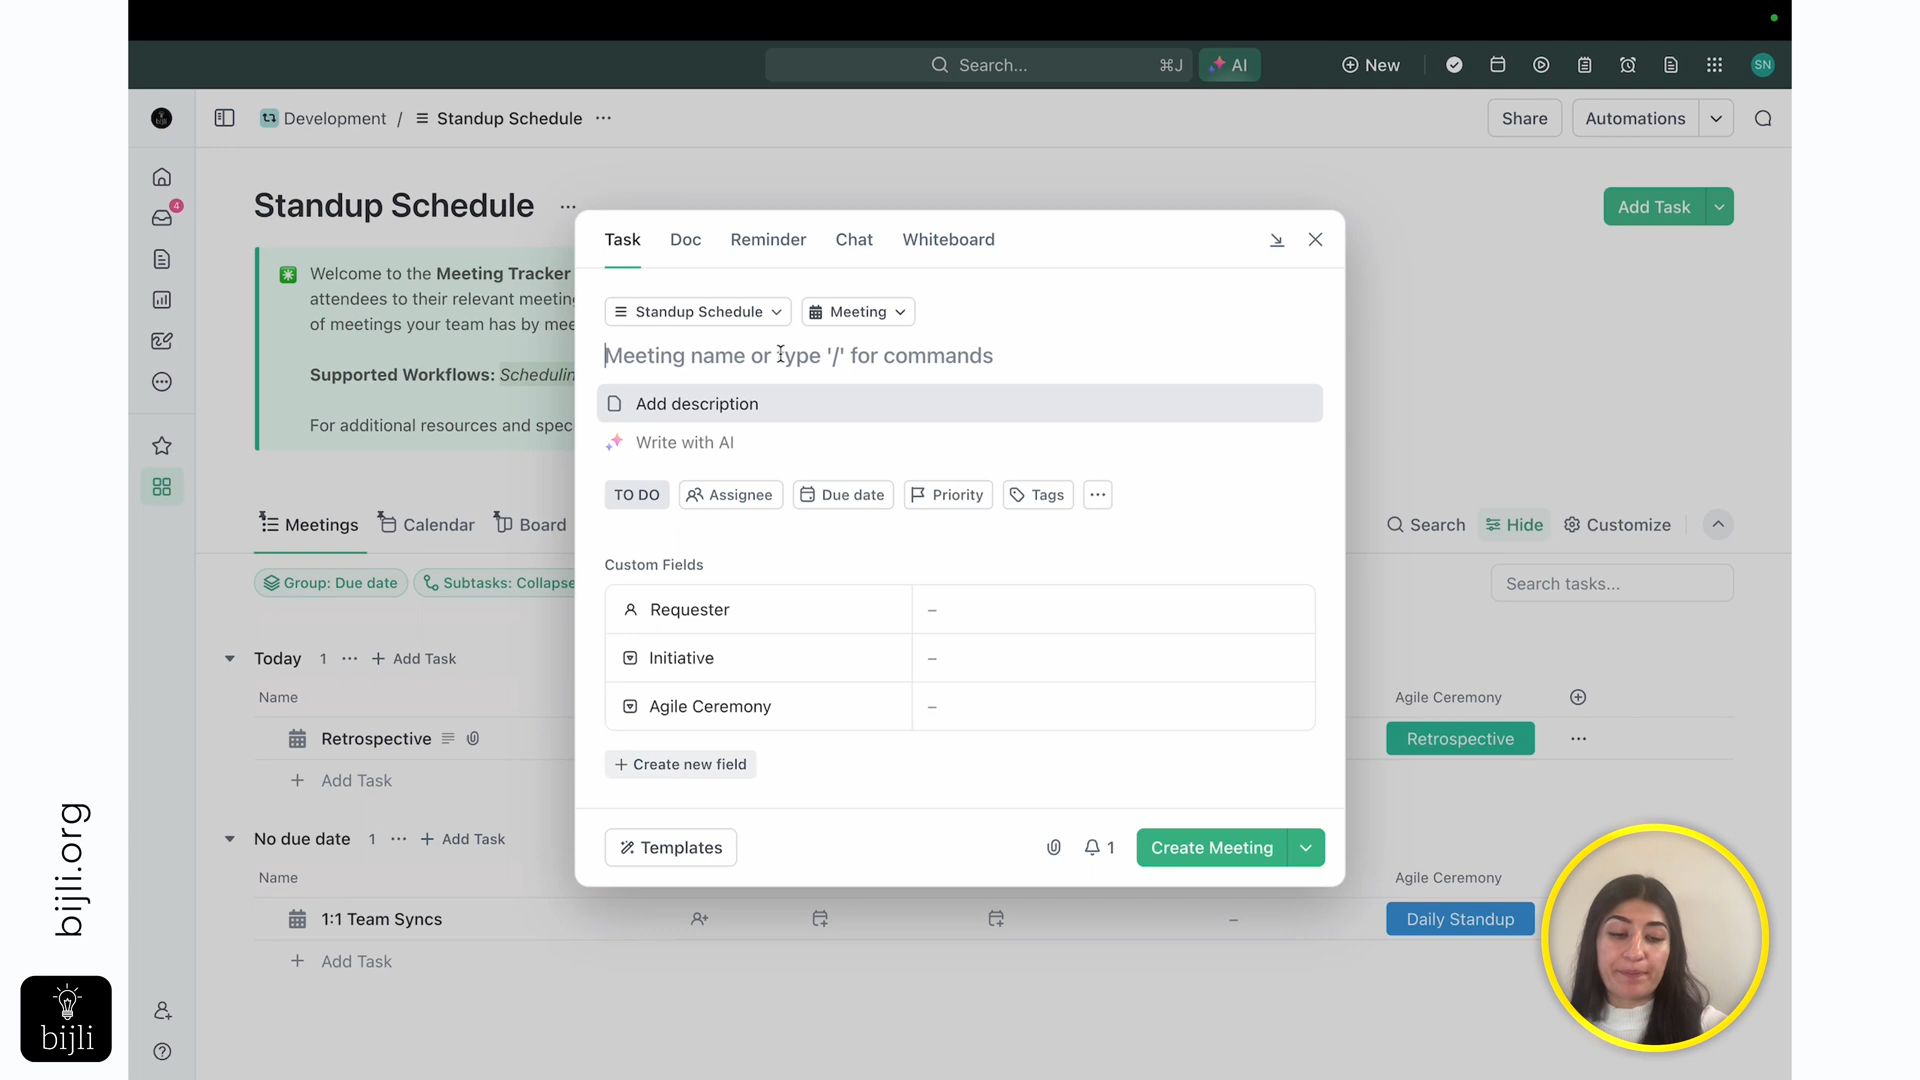 Search...
⌘J
AI
New
SN
Development / Standup Schedule ...
Share
Automations
4
Standup Schedule ...
Add Task
Welcome to the Meeting Tracker
attendees to their relevant meetin
of meetings your team has by mee
Supported Workflows: Schedulin
For additional resources and spec
Meetings
Calendar
Board
Search
Hide
Customize
Group: Due date
Subtasks: Collapse
Search tasks...
Today 1 ... + Add Task
Name
Agile Ceremony
Retrospective
Retrospective
...
+ Add Task
No due date 1 ... + Add Task
Name
Agile Ceremony
1:1 Team Syncs
–
Daily Standup
+ Add Task
Task
Doc
Reminder
Chat
Whiteboard
Standup Schedule
Meeting
Meeting name or type '/' for commands
Add description
Write with AI
TO DO
Assignee
Due date
Priority
Tags
...
Custom Fields
Requester –
Initiative –
Agile Ceremony –
+ Create new field
Templates
1
Create Meeting
bijli.org
bijli